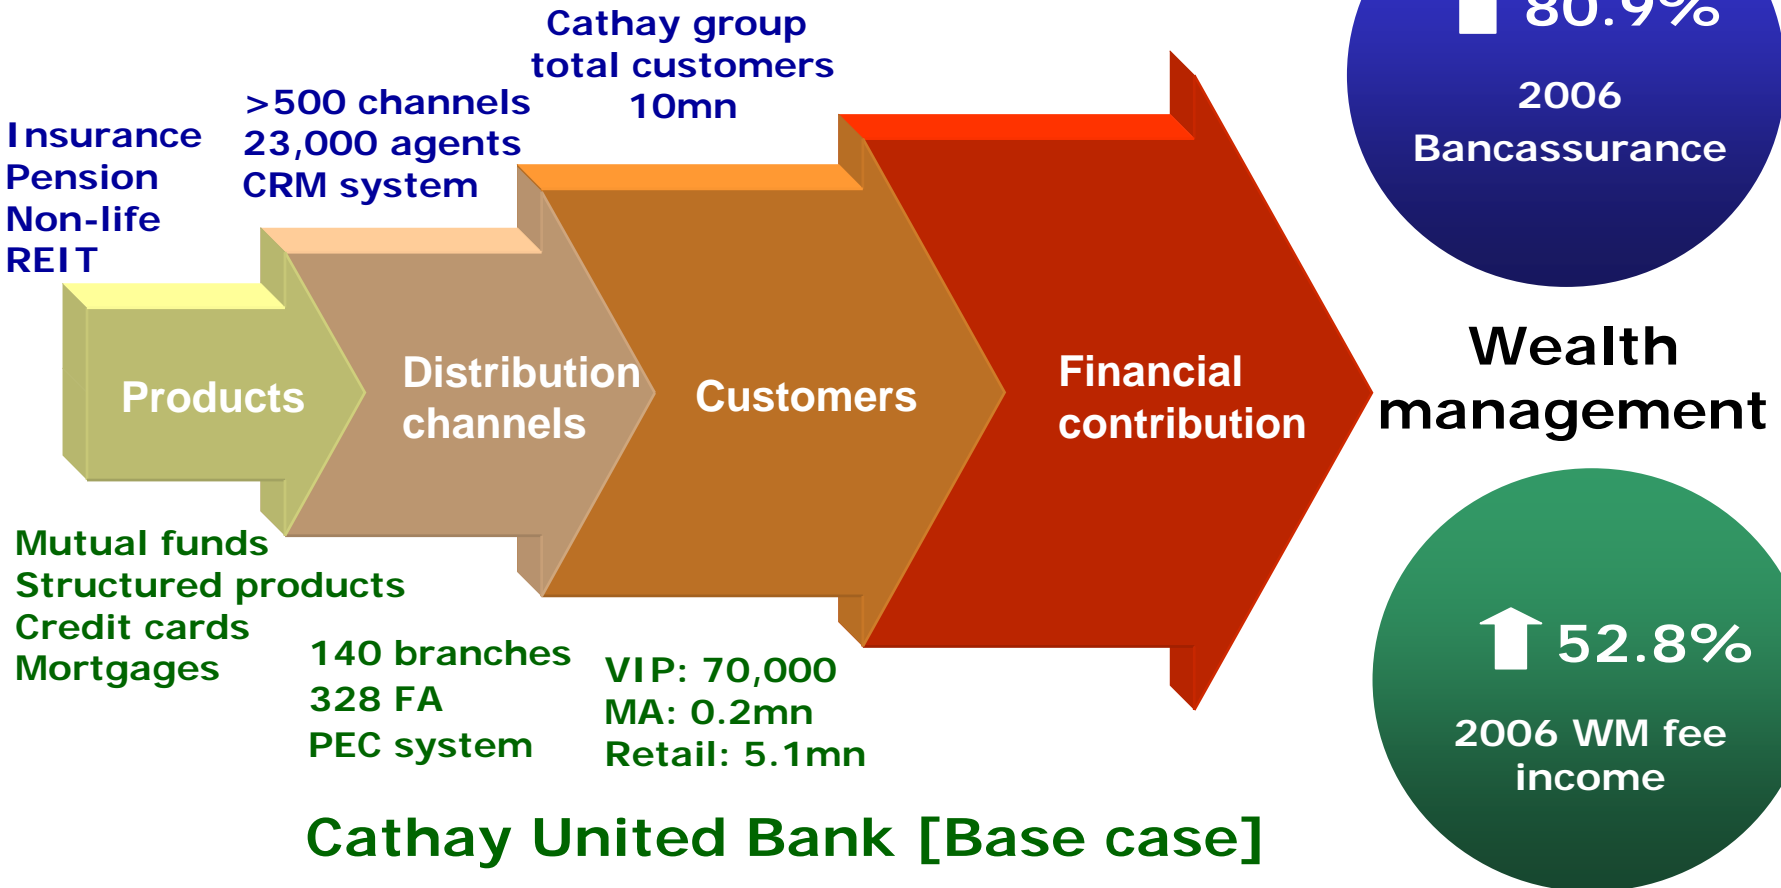 Cathay group
total customers
10mn
>500 channels
23,000 agents
CRM system
Insurance
Pension
Non-life
REIT
80.9%
2006
Bancassurance
Products
Distribution
channels
Customers
Financial
contribution
Wealth
management
Mutual funds
Structured products
Credit cards
Mortgages
140 branches
328 FA
PEC system
VIP: 70,000
MA: 0.2mn
Retail: 5.1mn
52.8%
2006 WM fee
income
Cathay United Bank [Base case]